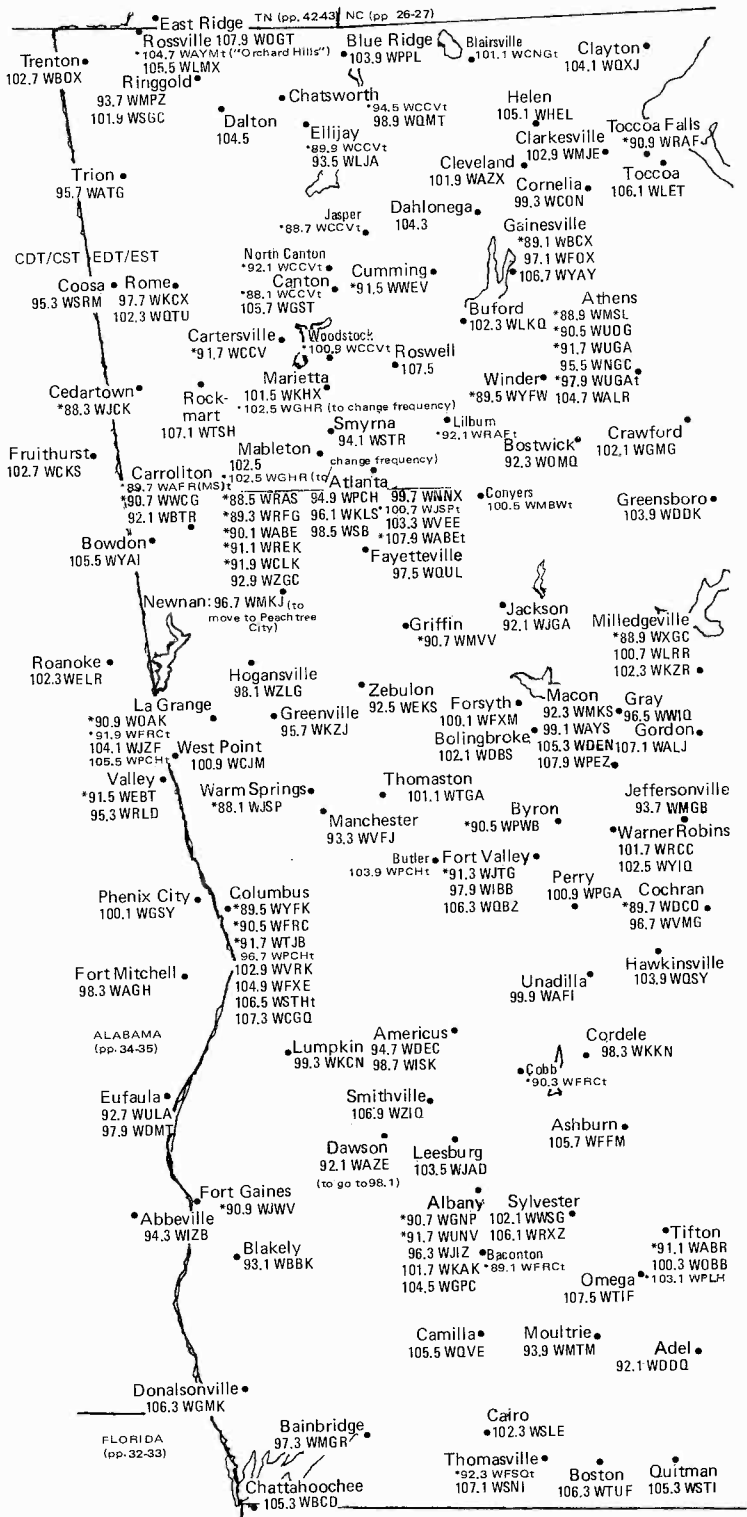 TN (pp. 42-43) NC (pp 26-27)
East Ridge
Rossville 107.9 WOGT
*104.7 WAYMt ("Orchard Hills")
105.5 WLMX
Blue Ridge
103.9 WPPL
Blairsville
101.1 WCNGt
Clayton
104.1 WQXJ
Trenton
102.7 WBDX
Ringgold
93.7 WMPZ
101.9 WSGC
Dalton
104.5
Chatsworth
*94.5 WCCVt
98.9 WQMT
Ellijay
*89.9 WCCVt
93.5 WLJA
Helen
105.1 WHEL
Clarkesville
102.9 WMJE
Toccoa Falls
*90.9 WRAF
Toccoa
106.1 WLET
Cleveland
101.9 WAZX
Cornelia
99.3 WCON
Trion
95.7 WATG
Jasper
*88.7 WCCVt
Dahlonega
104.3
Gainesville
*89.1 WBCX
97.1 WFOX
106.7 WYAY
CDT/CST EDT/EST
North Canton
*92.1 WCCVt
Canton
*88.1 WCCVt
105.7 WGST
Cumming
*91.5 WWEV
Coosa
95.3 WSRM
Rome
97.7 WKCX
102.3 WQTU
Buford
102.3 WLKQ
Athens
*88.9 WMSL
*90.5 WUOG
*91.7 WUGA
95.5 WNGC
*97.9 WUGAt
104.7 WALR
Cartersville
*91.7 WCCV
Woodstock
*100.9 WCCVt
Roswell
107.5
Winder
*89.5 WYFW
Cedartown
*88.3 WJCK
Rock-
mart
107.1 WTSH
Marietta
101.5 WKHX
*102.5 WGHR (to change frequency)
Smyrna
94.1 WSTR
Lilburn
*92.1 WRAFt
Bostwick
92.3 WOMQ
Crawford
102.1 WGMG
Fruithurst
102.7 WCKS
Mableton
102.5
*102.5 WGHR (to change frequency)
Carrollton
*89.7 WAFR(MS)t
*90.7 WWCG
92.1 WBTR
Atlanta
*88.5 WRAS
*89.3 WRFG
*90.1 WABE
*91.1 WREK
*91.9 WCLK
92.9 WZGC
94.9 WPCH
96.1 WKLS
98.5 WSB
99.7 WNNX
*100.7 WJSPt
103.3 WVEE
*107.9 WABEt
Conyers
100.5 WMBWt
Greensboro
103.9 WDDK
Bowdon
105.5 WYAI
Fayetteville
97.5 WQUL
Newnan: 96.7 WMKJ (to
move to Peachtree
City)
Griffin
*90.7 WMVV
Jackson
92.1 WJGA
Milledgeville
*88.9 WXGC
100.7 WLRR
102.3 WKZR
Roanoke
102.3 WELR
Hogansville
98.1 WZLG
Zebulon
92.5 WEKS
La Grange
*90.9 WOAK
*91.9 WFRCt
104.1 WJZF
105.5 WPCHt
Greenville
95.7 WKZJ
Forsyth
100.1 WFXM
Bolingbroke
102.1 WDBS
Macon
92.3 WMKS
99.1 WAYS
105.3 WDEN
107.9 WPEZ
Gray
96.5 WWIQ
Gordon
107.1 WALJ
West Point
100.9 WCJM
Valley
*91.5 WEBT
95.3 WRLD
Warm Springs
*88.1 WJSP
Thomaston
101.1 WTGA
Manchester
93.3 WVFJ
Byron
*90.5 WPWB
Jeffersonville
93.7 WMGB
Warner Robins
101.7 WRCC
102.5 WYIQ
Butler
103.9 WPCHt
Fort Valley
*91.3 WJTG
97.9 WIBB
106.3 WQBZ
Perry
100.9 WPGA
Cochran
*89.7 WDCO
96.7 WVMG
Phenix City
100.1 WGSY
Columbus
*89.5 WYFK
*90.5 WFRC
*91.7 WTJB
96.7 WPCHt
102.9 WVRK
104.9 WFXE
106.5 WSTHt
107.3 WCGQ
Fort Mitchell
98.3 WAGH
Hawkinsville
103.9 WQSY
Unadilla
99.9 WAFI
ALABAMA
(pp. 34-35)
Lumpkin
99.3 WKCN
Americus
94.7 WDEC
98.7 WISK
Cordele
98.3 WKKN
Cobb
*90.3 WFRCt
Eufaula
92.7 WULA
97.9 WDMT
Smithville
106.9 WZIQ
Ashburn
105.7 WFFM
Dawson
92.1 WAZE
(to go to 98.1)
Leesburg
103.5 WJAD
Fort Gaines
*90.9 WJWV
Abbeville
94.3 WIZB
Albany
*90.7 WGNP
*91.7 WUNV
96.3 WJIZ
101.7 WKAK
104.5 WGPC
Sylvester
102.1 WWSG
106.1 WRXZ
Baconton
*89.1 WFRCt
Tifton
*91.1 WABR
100.3 WOBB
*103.1 WPLH
Blakely
93.1 WBBK
Omega
107.5 WTIF
Camilla
105.5 WQVE
Moultrie
93.9 WMTM
Adel
92.1 WDDQ
Donalsonville
106.3 WGMK
FLORIDA
(pp. 32-33)
Bainbridge
97.3 WMGR
Cairo
102.3 WSLE
Chattahoochee
105.3 WBCD
Thomasville
*92.3 WFSQt
107.1 WSNI
Boston
106.3 WTUF
Quitman
105.3 WSTI